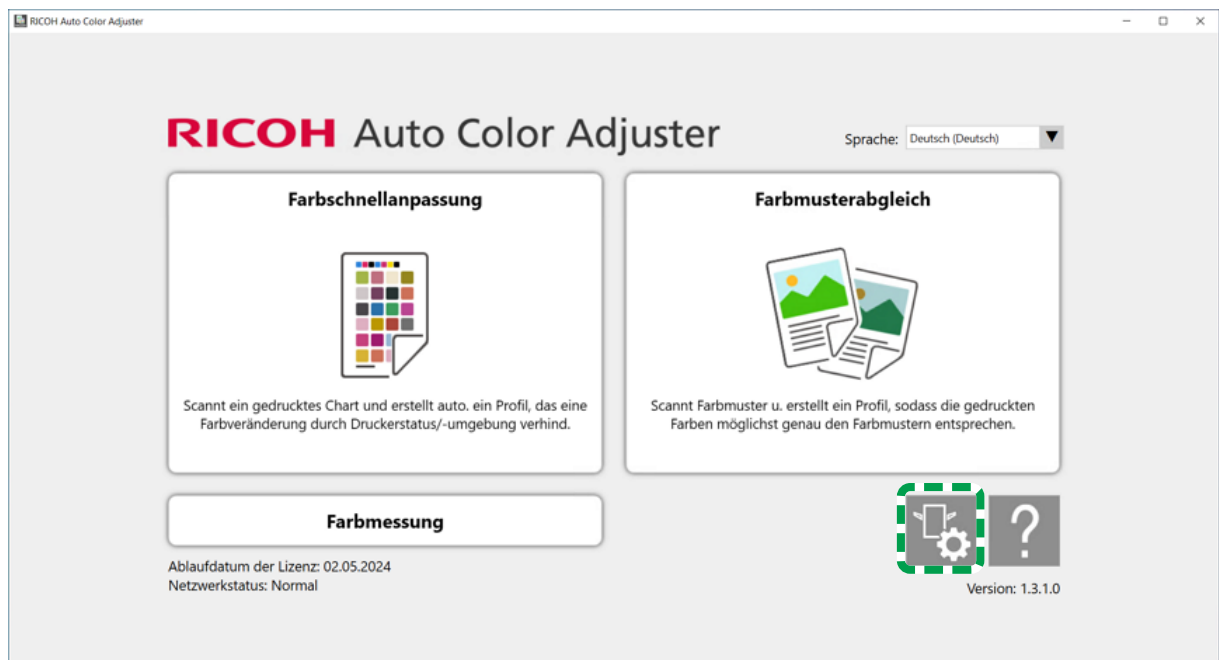 RICOH Auto Color Adjuster
RICOH Auto Color Adjuster
Sprache: Deutsch (Deutsch)
Farbschnellanpassung
Scannt ein gedrucktes Chart und erstellt auto. ein Profil, das eine
Farbveränderung durch Druckerstatus/-umgebung verhind.
Farbmusterabgleich
Scannt Farbmuster u. erstellt ein Profil, sodass die gedruckten
Farben möglichst genau den Farbmustern entsprechen.
Farbmessung
?
Ablaufdatum der Lizenz: 02.05.2024
Netzwerkstatus: Normal
Version: 1.3.1.0